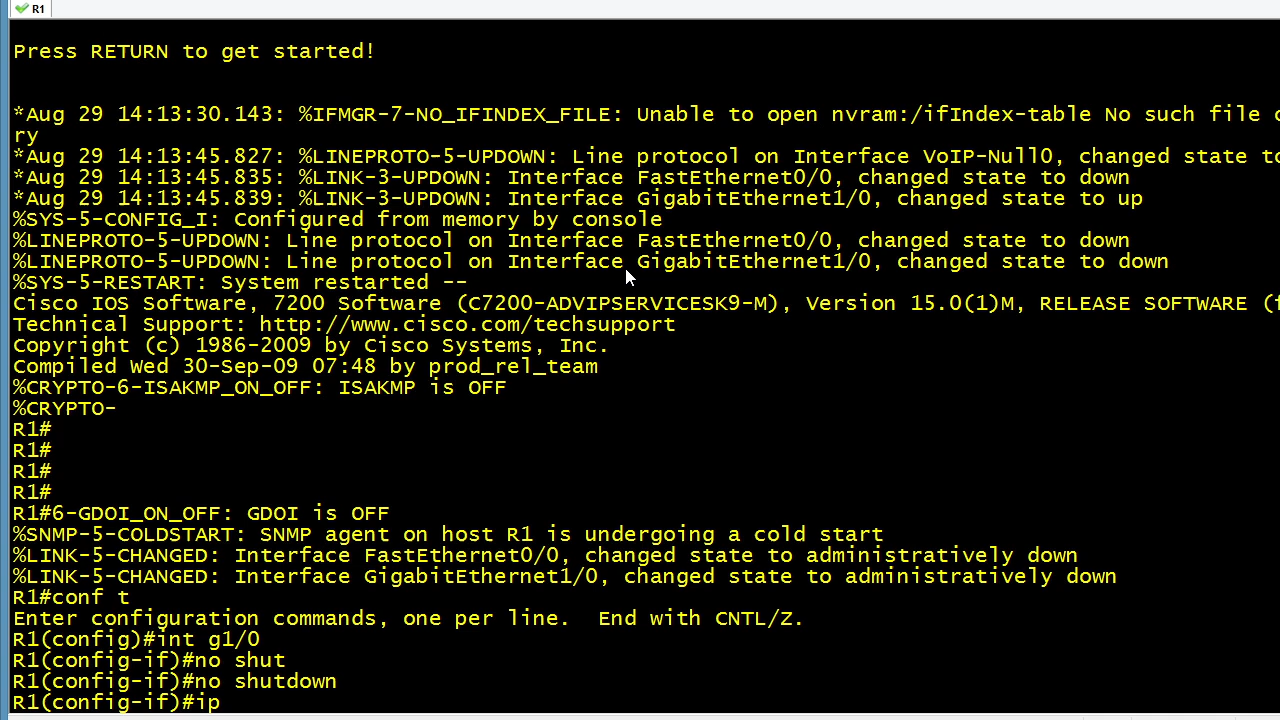 R1
Press RETURN to get started!
*Aug 29 14:13:30.143: %IFMGR-7-NO_IFINDEX_FILE: Unable to open nvram:/ifIndex-table No such file
ry
*Aug 29 14:13:45.827: %LINEPROTO-5-UPDOWN: Line protocol on Interface VoIP-Null0, changed state to
*Aug 29 14:13:45.835: %LINK-3-UPDOWN: Interface FastEthernet0/0, changed state to down
*Aug 29 14:13:45.839: %LINK-3-UPDOWN: Interface GigabitEthernet1/0, changed state to up
%SYS-5-CONFIG_I: Configured from memory by console
%LINEPROTO-5-UPDOWN: Line protocol on Interface FastEthernet0/0, changed state to down
%LINEPROTO-5-UPDOWN: Line protocol on Interface GigabitEthernet1/0, changed state to down
%SYS-5-RESTART: System restarted --
Cisco IOS Software, 7200 Software (C7200-ADVIPSERVICESK9-M), Version 15.0(1)M, RELEASE SOFTWARE
Technical Support: http://www.cisco.com/techsupport
Copyright (c) 1986-2009 by Cisco Systems, Inc.
Compiled Wed 30-Sep-09 07:48 by prod_rel_team
%CRYPTO-6-ISAKMP_ON_OFF: ISAKMP is OFF
%CRYPTO-
R1#
R1#
R1#
R1#
R1#6-GDOI_ON_OFF: GDOI is OFF
%SNMP-5-COLDSTART: SNMP agent on host R1 is undergoing a cold start
%LINK-5-CHANGED: Interface FastEthernet0/0, changed state to administratively down
%LINK-5-CHANGED: Interface GigabitEthernet1/0, changed state to administratively down
R1#conf t
Enter configuration commands, one per line.  End with CNTL/Z.
R1(config)#int g1/0
R1(config-if)#no shut
R1(config-if)#no shutdown
R1(config-if)#ip